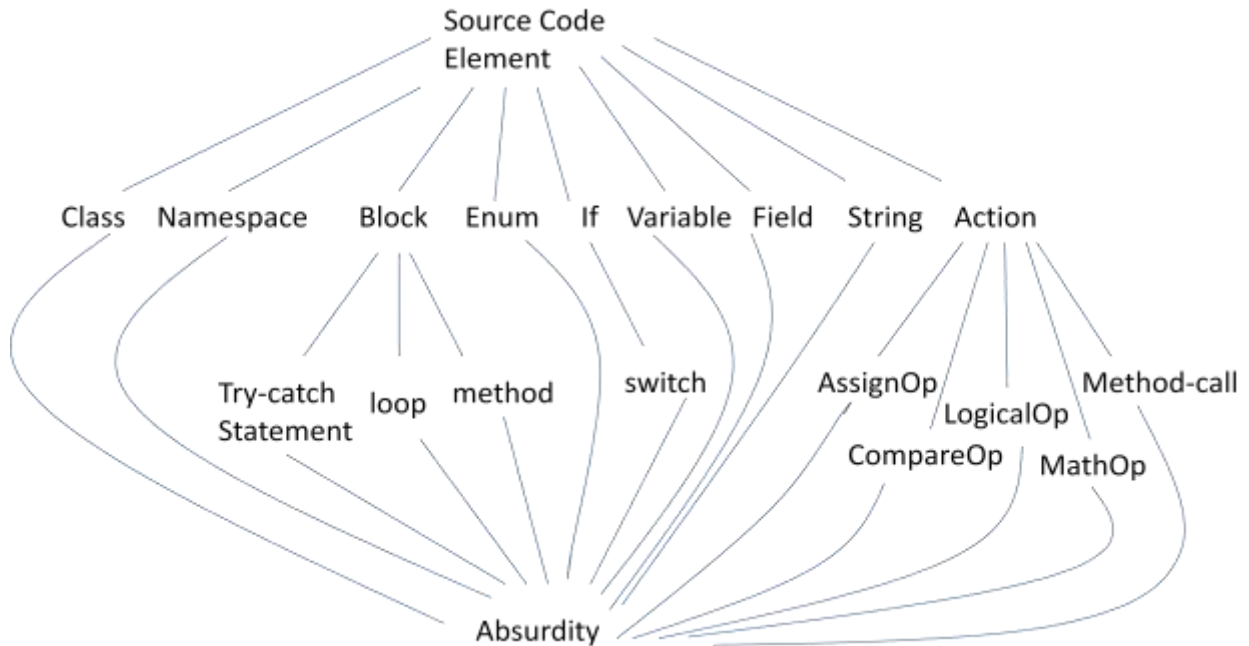 Source Code
Element
Class Namespace Block Enum If Variable Field String Action
Try-catch
Statement
loop
method
switch
AssignOp
CompareOp
LogicalOp
MathOp
Method-call
Absurdity